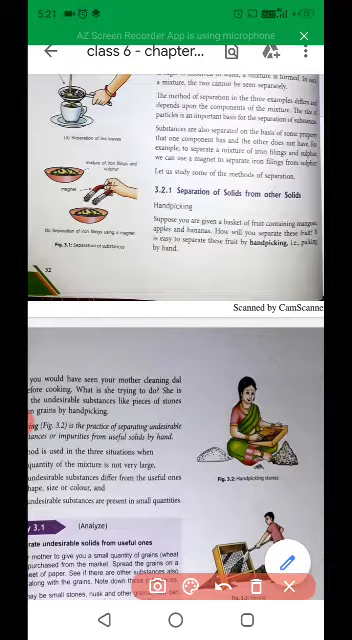 5:21
AZ Screen Recorder App is using microphone
class 6 - chapter...
a mixture, the two cannot be seen separately.
The method of separation in the three examples differs and
depends upon the components of the mixture. The size of
particles is an important basis for the separation of substances.
Substances are also separated on the basis of some property
that one component has and the other does not have. For
example, to separate a mixture of iron filings and sulphur
we can use a magnet to separate iron filings from sulphur.
Let us study some of the methods of separation.
3.2.1 Separation of Solids from other Solids
Handpicking
Suppose you are given a basket of fruit containing mangoes,
apples and bananas. How will you separate these fruit? It
is easy to separate these fruit by handpicking, i.e., picking
by hand.
(a) Separation of tea leaves
mixture of iron filings and
sulphur
magnet
(b) Separation of iron filings using a magnet
Fig. 3.1: Separation of substances
32
Scanned by CamScanne
you would have seen your mother cleaning dal
efore cooking. What is she trying to do? She is
the undesirable substances like pieces of stones
n grains by handpicking.
ing (Fig. 3.2) is the practice of separating undesirable
tances or impurities from useful solids by hand.
hod is used in the three situations when
quantity of the mixture is not very large,
undesirable substances differ from the useful ones
hape, size or colour, and
undesirable substances are present in small quantities.
Fig. 3.2: Handpicking stones
y 3.1 (Analyze)
rate undesirable solids from useful ones
mother to give you a small quantity of grains (wheat
purchased from the market. Spread the grains on a
eet of paper. See if there are other substances also
along with the grains. Note down these
may be small stones, husk and other